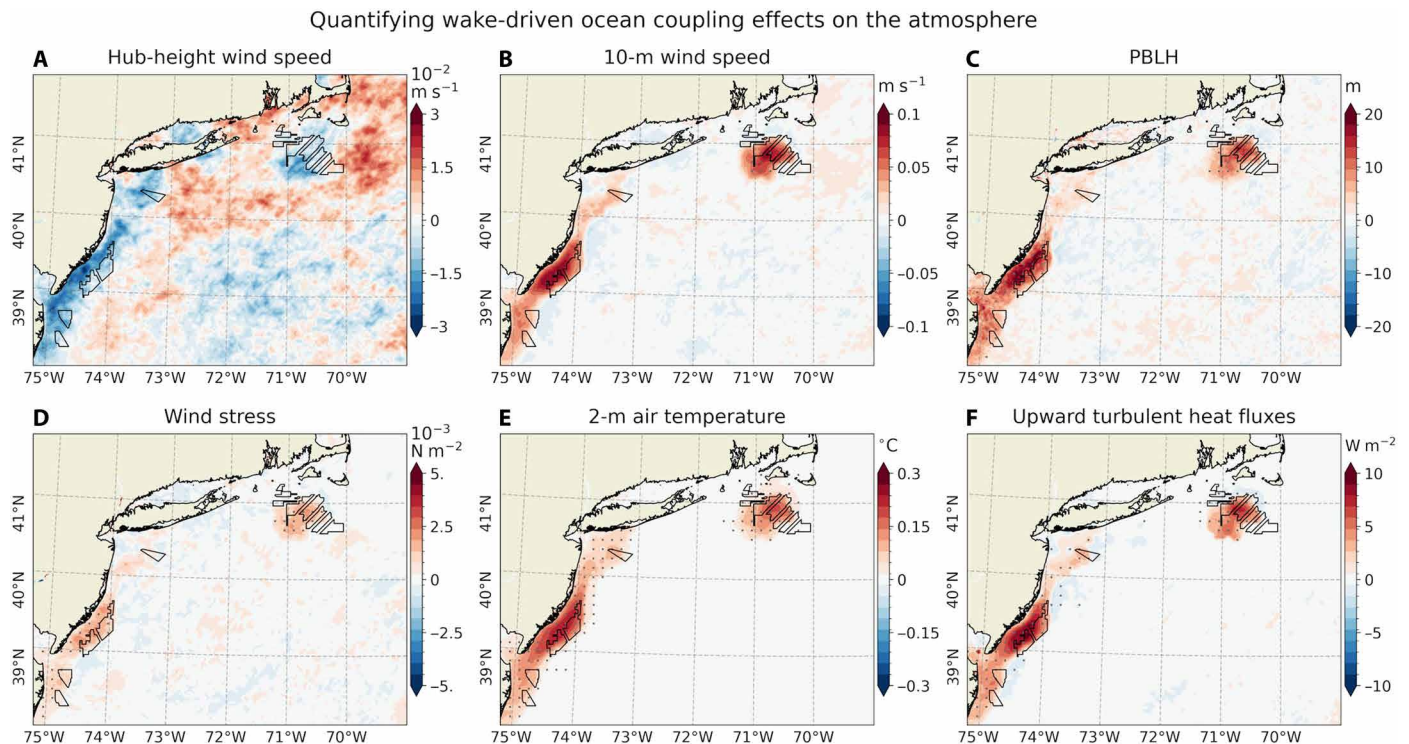 Quantifying wake-driven ocean coupling effects on the atmosphere
A Hub-height wind speed
10⁻²
m s⁻¹
3
1.5
0
−1.5
−3
41°N
40°N
39°N
75°W 74°W 73°W 72°W 71°W 70°W
B 10-m wind speed
m s⁻¹
0.1
0.05
0
−0.05
−0.1
75°W 74°W 73°W 72°W 71°W 70°W
41°N
40°N
39°N
C PBLH
m
20
10
0
−10
−20
41°N
40°N
39°N
75°W 74°W 73°W 72°W 71°W 70°W
D Wind stress
10⁻³
N m⁻²
5.
2.5
0
−2.5
−5.
41°N
40°N
39°N
75°W 74°W 73°W 72°W 71°W 70°W
E 2-m air temperature
°C
0.3
0.15
0
−0.15
−0.3
41°N
40°N
39°N
75°W 74°W 73°W 72°W 71°W 70°W
F Upward turbulent heat fluxes
W m⁻²
10
5
0
−5
−10
41°N
40°N
39°N
75°W 74°W 73°W 72°W 71°W 70°W